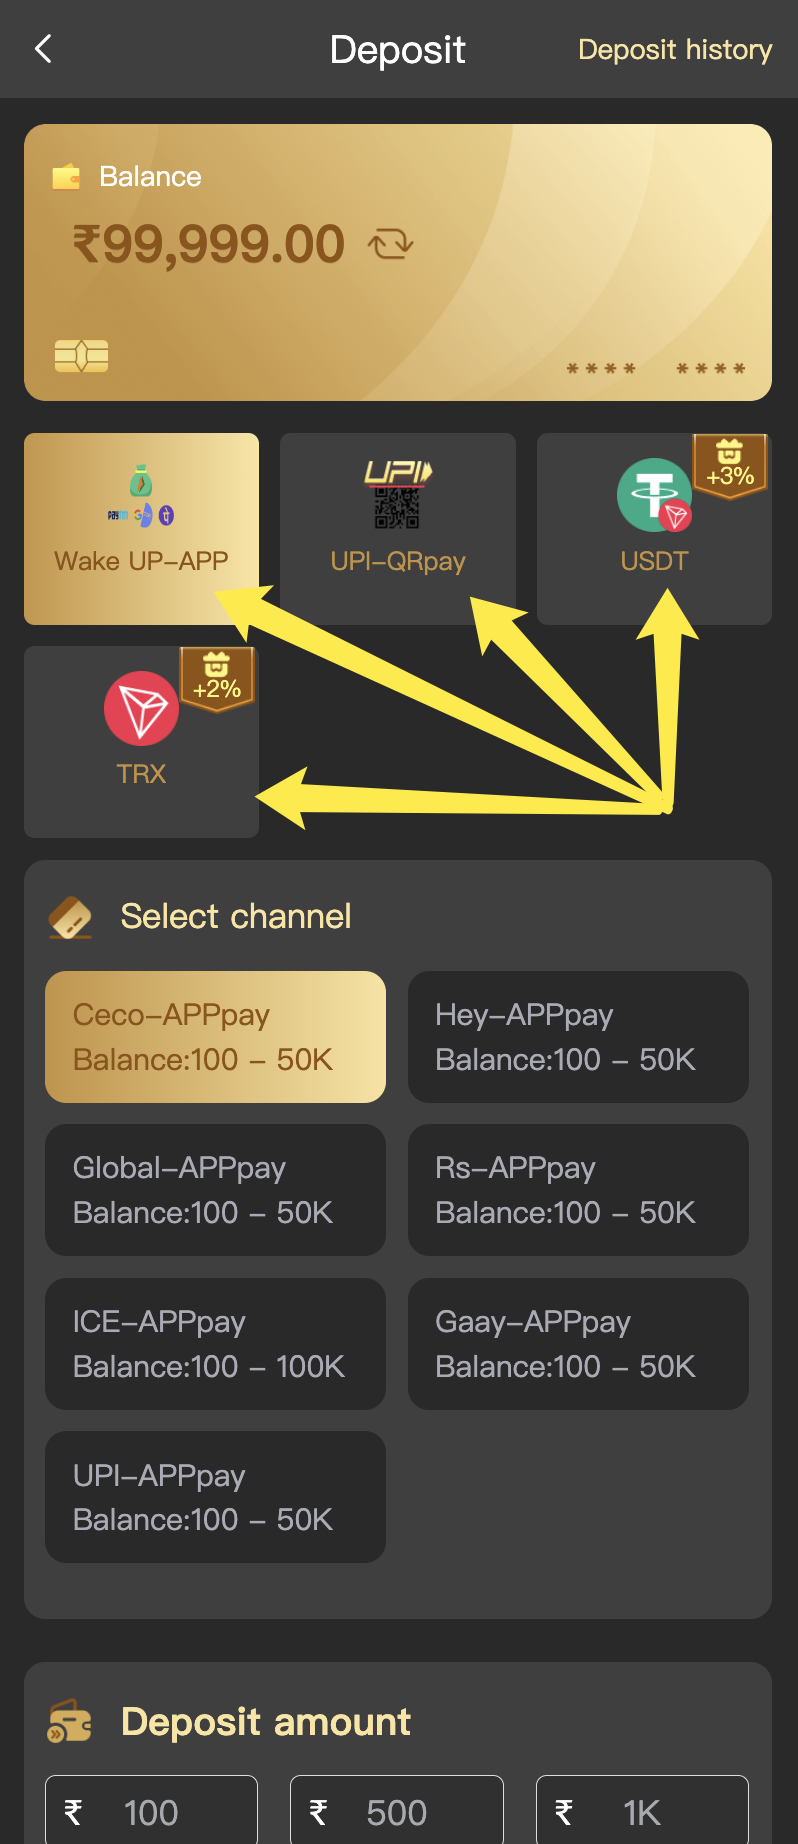 Deposit
Deposit history
Balance
₹99,999.00
**** ****
UPI
+3%
Paytm G Pay
Wake UP-APP
UPI-QRpay
USDT
+2%
TRX
Select channel
Ceco-APPpay
Balance:100 - 50K
Hey-APPpay
Balance:100 - 50K
Global-APPpay
Balance:100 - 50K
Rs-APPpay
Balance:100 - 50K
ICE-APPpay
Balance:100 - 100K
Gaay-APPpay
Balance:100 - 50K
UPI-APPpay
Balance:100 - 50K
Deposit amount
₹ 100
₹ 500
₹ 1K